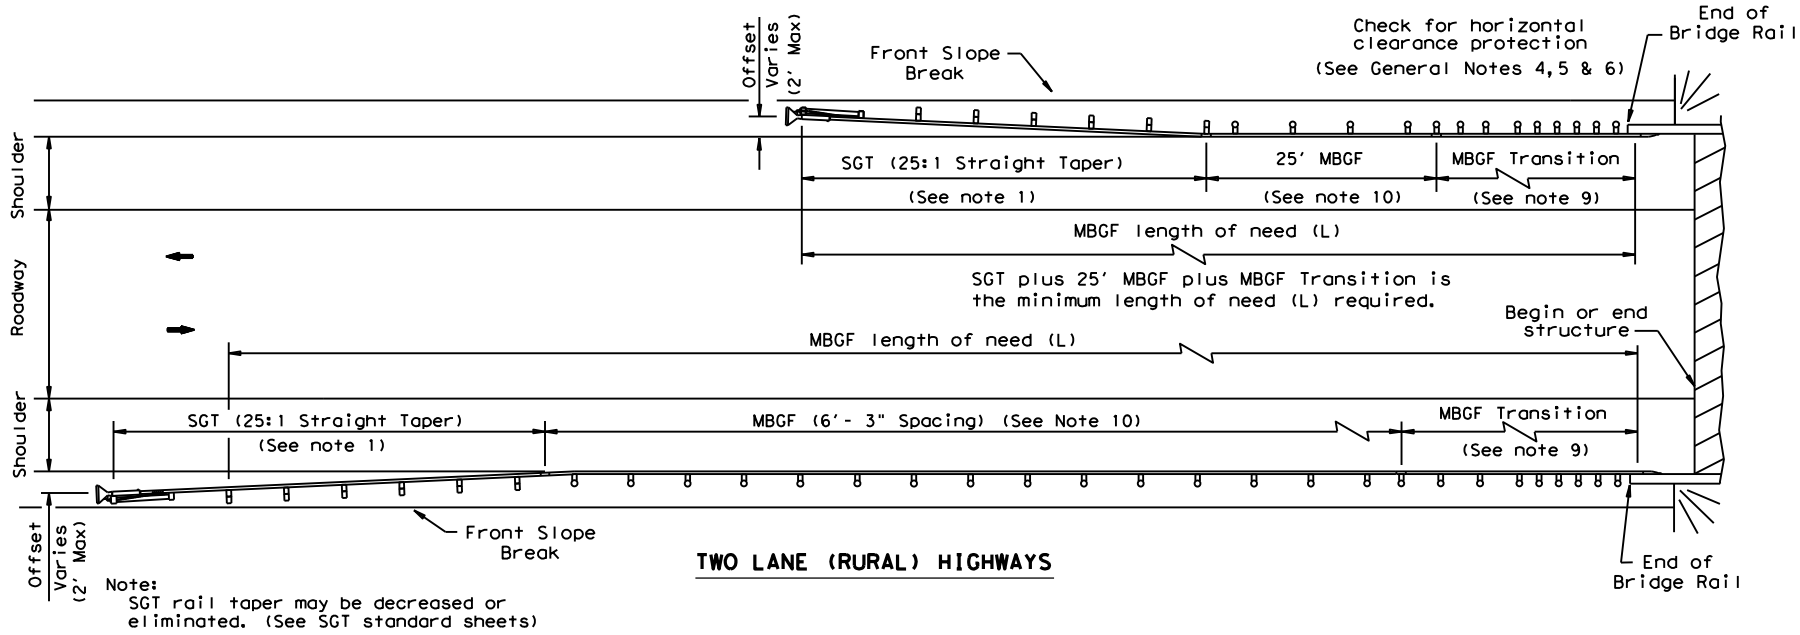 Offset
Varies
(2' Max)
Front Slope
Break
Check for horizontal
clearance protection
(See General Notes 4,5 & 6)
End of
Bridge Rail
Shoulder
SGT (25:1 Straight Taper)
(See note 1)
25' MBGF
(See note 10)
MBGF Transition
(See note 9)
MBGF length of need (L)
SGT plus 25' MBGF plus MBGF Transition is
the minimum length of need (L) required.
Roadway
Begin or end
structure
MBGF length of need (L)
Shoulder
SGT (25:1 Straight Taper)
(See note 1)
MBGF (6'- 3" Spacing) (See Note 10)
MBGF Transition
(See note 9)
Offset
Varies
(2' Max)
Front Slope
Break
End of
Bridge Rail
TWO LANE (RURAL) HIGHWAYS
Note:
SGT rail taper may be decreased or
eliminated. (See SGT standard sheets)